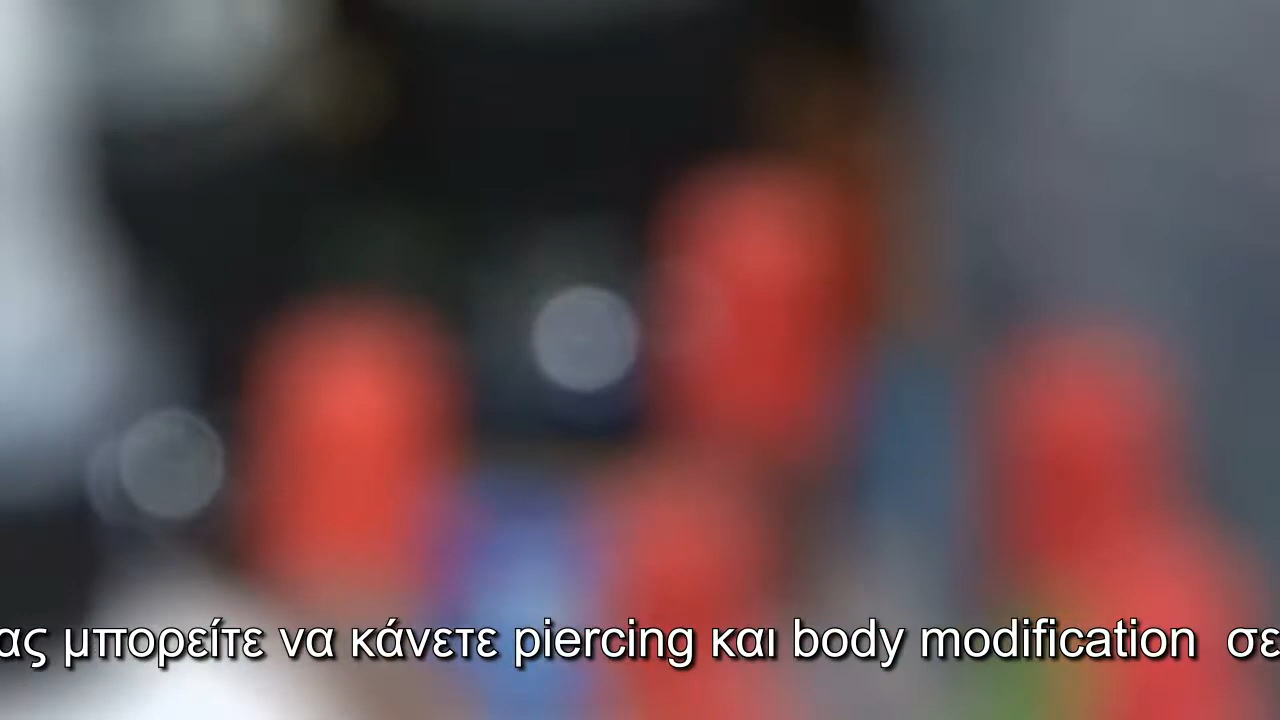 ας μπορείτε να κάνετε piercing και body modification σε